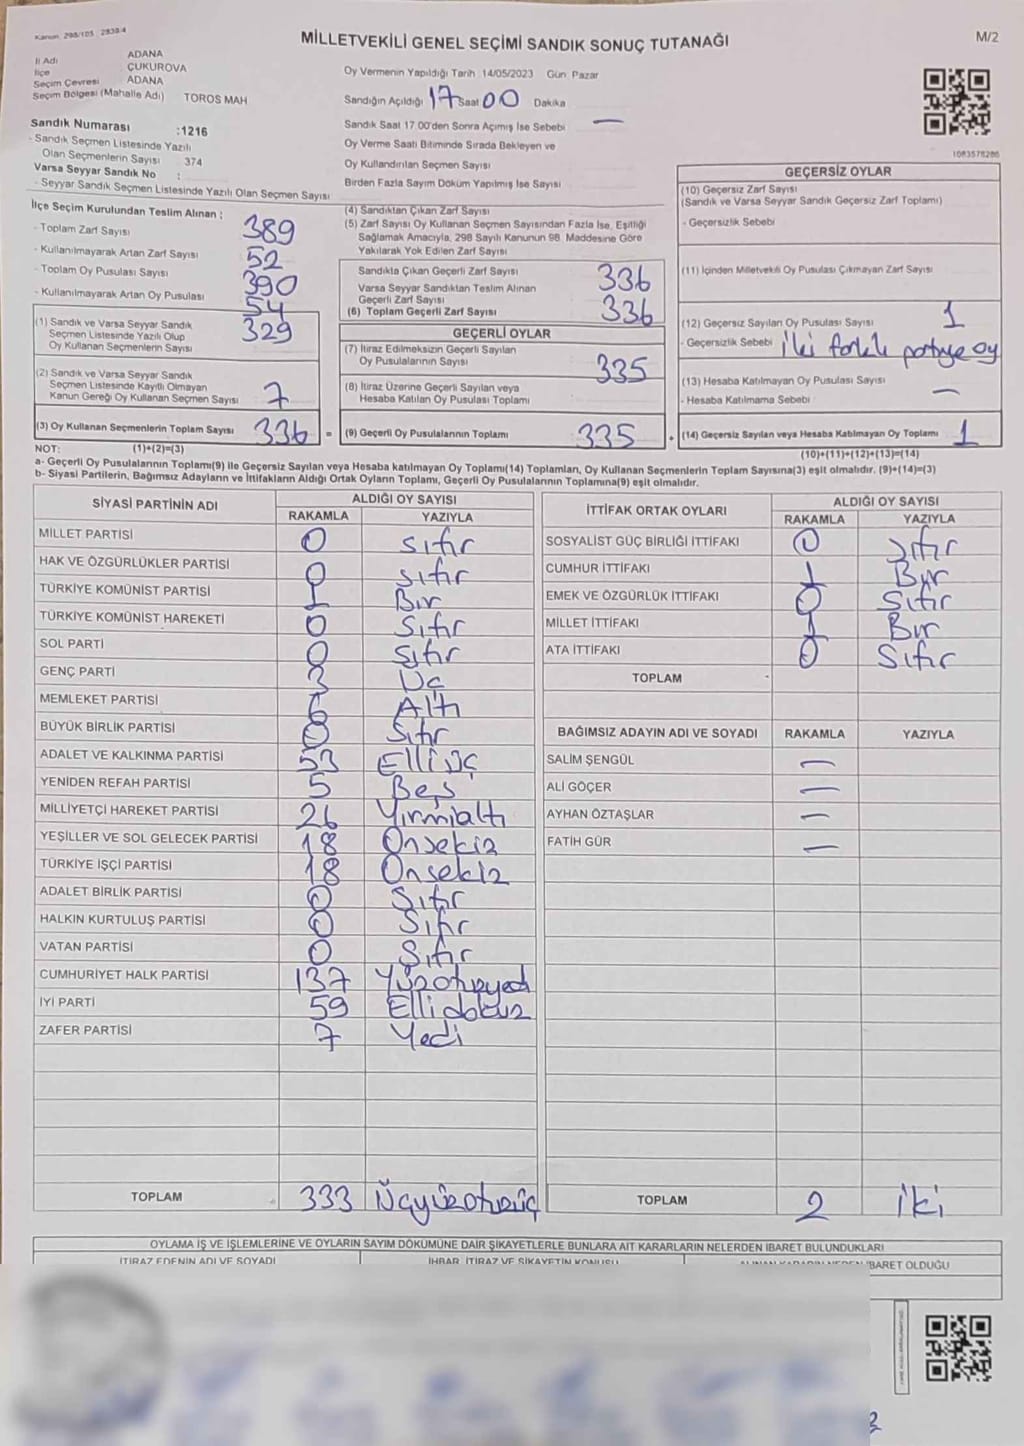 Kanun: 298/105 : 2839/4
MİLLETVEKİLİ GENEL SEÇİMİ SANDIK SONUÇ TUTANAĞI
M/2
İl Adı ADANA
İlçe ÇUKUROVA
Seçim Çevresi ADANA
Seçim Bölgesi (Mahalle Adı) TOROS MAH
Sandık Numarası :1216
- Sandık Seçmen Listesinde Yazılı
Olan Seçmenlerin Sayısı 374
Varsa Seyyar Sandık No :
- Seyyar Sandık Seçmen Listesinde Yazılı Olan Seçmen Sayısı
Oy Vermenin Yapıldığı Tarih :14/05/2023 Gün: Pazar
Sandığın Açıldığı 17 Saat 00 Dakika
Sandık Saat 17.00'den Sonra Açımış İse Sebebi —
Oy Verme Saati Bitiminde Sırada Bekleyen ve
Oy Kullandırılan Seçmen Sayısı
Birden Fazla Sayım Döküm Yapılmış İse Sayısı
1083578286
İlçe Seçim Kurulundan Teslim Alınan ;
- Toplam Zarf Sayısı 389
- Kullanılmayarak Artan Zarf Sayısı 52
- Toplam Oy Pusulası Sayısı 390
- Kullanılmayarak Artan Oy Pusulası 54
(1) Sandık ve Varsa Seyyar Sandık
Seçmen Listesinde Yazılı Olup
Oy Kullanan Seçmenlerin Sayısı 329
(2) Sandık ve Varsa Seyyar Sandık
Seçmen Listesinde Kayıtlı Olmayan
Kanun Gereği Oy Kullanan Seçmen Sayısı 7
(3) Oy Kullanan Seçmenlerin Toplam Sayısı 336 =
(4) Sandıktan Çıkan Zarf Sayısı
(5) Zarf Sayısı Oy Kullanan Seçmen Sayısından Fazla İse, Eşitliği
Sağlamak Amacıyla, 298 Sayılı Kanunun 98. Maddesine Göre
Yakılarak Yok Edilen Zarf Sayısı
Sandıkta Çıkan Geçerli Zarf Sayısı 336
Varsa Seyyar Sandıktan Teslim Alınan
Geçerli Zarf Sayısı
(6) Toplam Geçerli Zarf Sayısı 336
GEÇERLİ OYLAR
(7) İtiraz Edilmeksizin Geçerli Sayılan
Oy Pusulalarının Sayısı 335
(8) İtiraz Üzerine Geçerli Sayılan veya
Hesaba Katılan Oy Pusulası Toplamı
(9) Geçerli Oy Pusulalarının Toplamı 335 +
GEÇERSİZ OYLAR
(10) Geçersiz Zarf Sayısı
(Sandık ve Varsa Seyyar Sandık Geçersiz Zarf Toplamı)
- Geçersizlik Sebebi
(11) İçinden Milletvekili Oy Pusulası Çıkmayan Zarf Sayısı
(12) Geçersiz Sayılan Oy Pusulası Sayısı 1
- Geçersizlik Sebebi İki farklı partiye oy
(13) Hesaba Katılmayan Oy Pusulası Sayısı —
- Hesaba Katılmama Sebebi
(14) Geçersiz Sayılan veya Hesaba Katılmayan Oy Toplamı 1
NOT: (1)+(2)=(3) (10)+(11)+(12)+(13)=(14)
a- Geçerli Oy Pusulalarının Toplamı(9) ile Geçersiz Sayılan veya Hesaba katılmayan Oy Toplamı(14) Toplamları, Oy Kullanan Seçmenlerin Toplam Sayısına(3) eşit olmalıdır. (9)+(14)=(3)
b- Siyasi Partilerin, Bağımsız Adayların ve İttifakların Aldığı Ortak Oyların Toplamı, Geçerli Oy Pusulalarının Toplamına(9) eşit olmalıdır.
SİYASİ PARTİNİN ADI ALDIĞI OY SAYISI
RAKAMLA YAZIYLA
MİLLET PARTİSİ 0 Sıfır
HAK VE ÖZGÜRLÜKLER PARTİSİ 0 Sıfır
TÜRKİYE KOMÜNİST PARTİSİ 1 Bir
TÜRKİYE KOMÜNİST HAREKETİ 0 Sıfır
SOL PARTİ 0 Sıfır
GENÇ PARTİ 3 Üç
MEMLEKET PARTİSİ 6 Altı
BÜYÜK BİRLİK PARTİSİ 0 Sıfır
ADALET VE KALKINMA PARTİSİ 53 Elliüç
YENİDEN REFAH PARTİSİ 5 Beş
MİLLİYETÇİ HAREKET PARTİSİ 26 Yirmialtı
YEŞİLLER VE SOL GELECEK PARTİSİ 18 Onsekiz
TÜRKİYE İŞÇİ PARTİSİ 18 Onsekiz
ADALET BİRLİK PARTİSİ 0 Sıfır
HALKIN KURTULUŞ PARTİSİ 0 Sıfır
VATAN PARTİSİ 0 Sıfır
CUMHURİYET HALK PARTİSİ 137 Yüzotuzyedi
İYİ PARTİ 59 Ellidokuz
ZAFER PARTİSİ 7 Yedi
TOPLAM 333 Üçyüzotuzüç
İTTİFAK ORTAK OYLARI ALDIĞI OY SAYISI
RAKAMLA YAZIYLA
SOSYALİST GÜÇ BİRLİĞİ İTTİFAKI 0 Sıfır
CUMHUR İTTİFAKI 1 Bir
EMEK VE ÖZGÜRLÜK İTTİFAKI 0 Sıfır
MİLLET İTTİFAKI 1 Bir
ATA İTTİFAKI 0 Sıfır
TOPLAM
BAĞIMSIZ ADAYIN ADI VE SOYADI RAKAMLA YAZIYLA
SALİM ŞENGÜL —
ALİ GÖÇER —
AYHAN ÖZTAŞLAR —
FATİH GÜR —
TOPLAM 2 İki
OYLAMA İŞ VE İŞLEMLERİNE VE OYLARIN SAYIM DÖKÜMÜNE DAİR ŞİKAYETLERLE BUNLARA AİT KARARLARIN NELERDEN İBARET BULUNDUKLARI
İTİRAZ EDENİN ADI VE SOYADI İHBAR, İTİRAZ VE ŞİKAYETİN KONUSU İBARET OLDUĞU